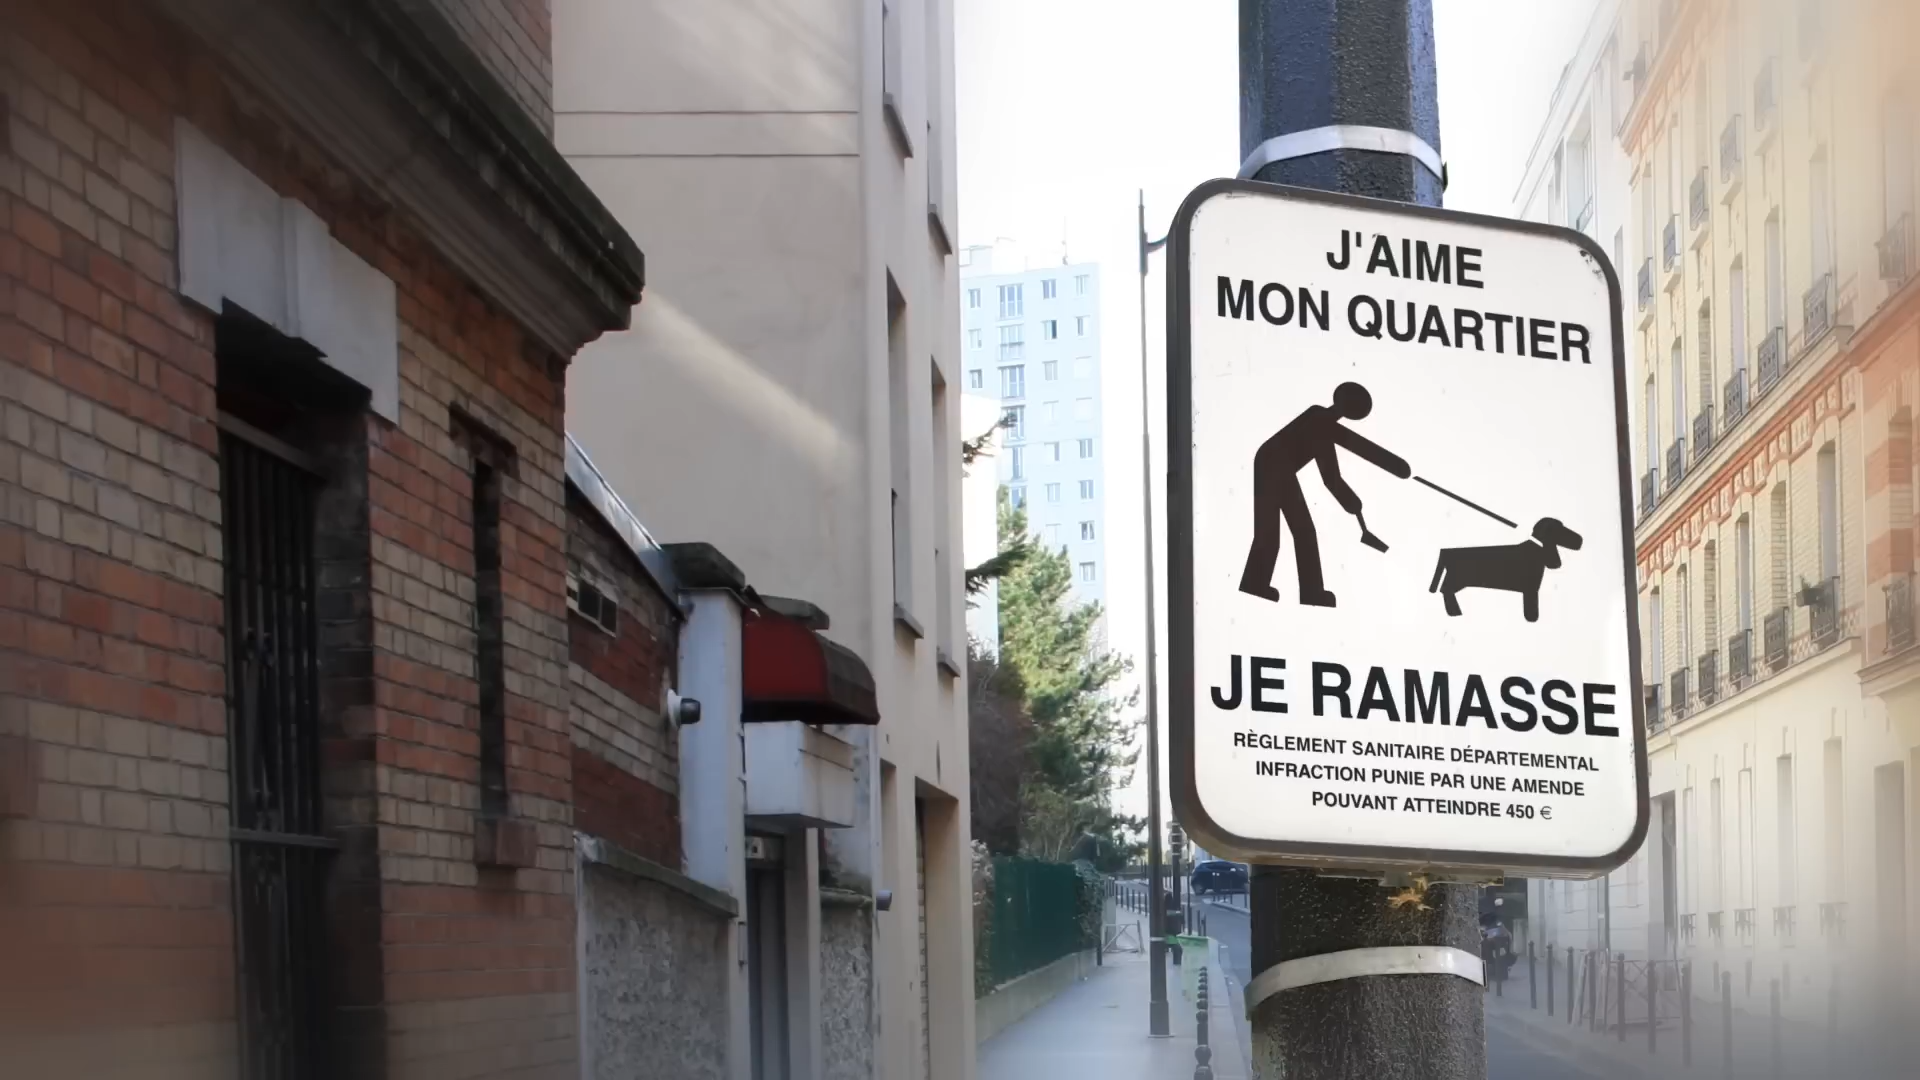 J'AIME
MON QUARTIER
JE RAMASSE
RÈGLEMENT SANITAIRE DÉPARTEMENTAL
INFRACTION PUNIE PAR UNE AMENDE
POUVANT ATTEINDRE 450 €